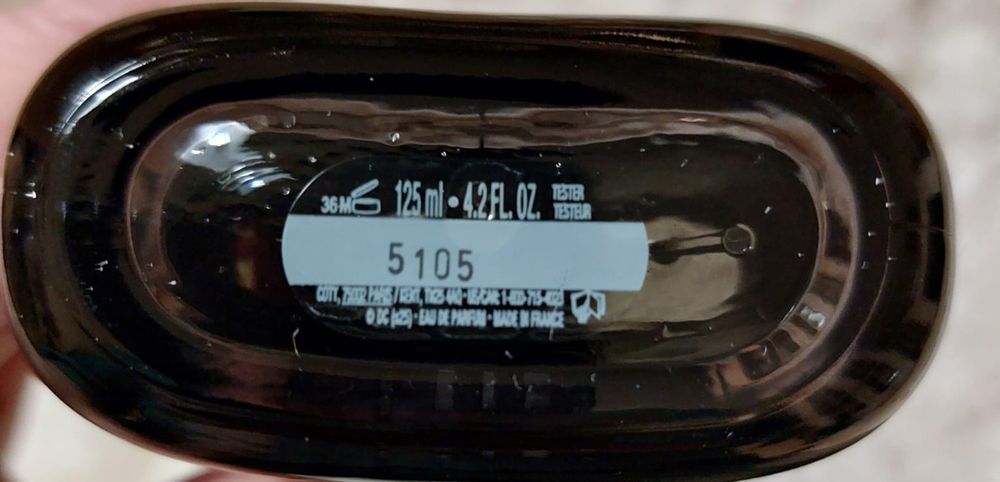 36M 125 ml • 4.2 FL. OZ. TESTER
TESTEUR
5105
COTY, 75002 PARIS / KENT, TN25 4AQ - US/CAN: 1-800-715-4023
© DC (s25) - EAU DE PARFUM - MADE IN FRANCE